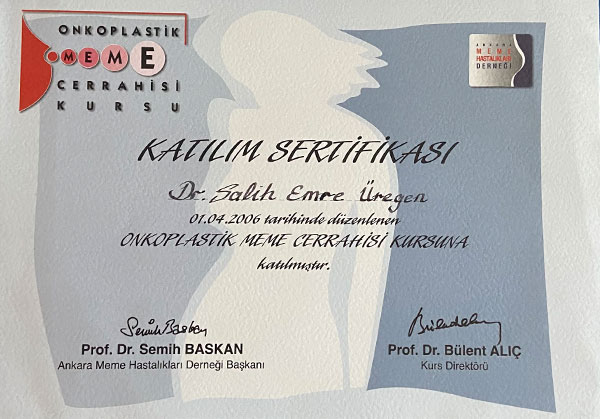 ONKOPLASTİK
MEME
CERRAHİSİ
KURSU
ANKARA
MEME
HASTALIKLARI
DERNEĞİ
KATILIM SERTİFİKASI
Dr. Salih Emre Üregen
01.04.2006 tarihinde düzenlenen
ONKOPLASTİK MEME CERRAHİSİ KURSUNA
katılmıştır.
Semih Baskan
Prof. Dr. Semih BASKAN
Ankara Meme Hastalıkları Derneği Başkanı
Prof. Dr. Bülent ALIÇ
Kurs Direktörü